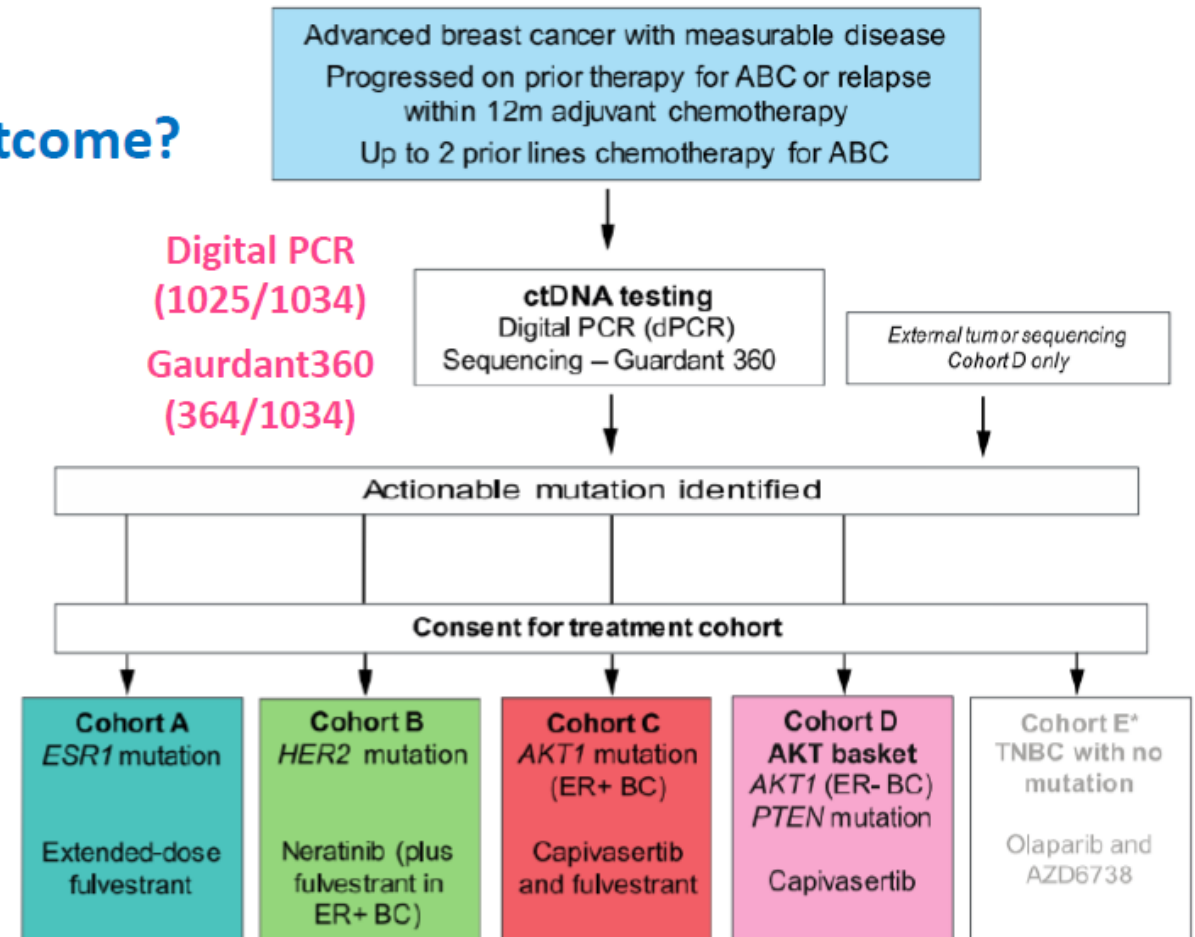 Advanced breast cancer with measurable disease
Progressed on prior therapy for ABC or relapse
within 12m adjuvant chemotherapy
Up to 2 prior lines chemotherapy for ABC
tcome?
Digital PCR
(1025/1034)
Gaurdant360
(364/1034)
ctDNA testing
Digital PCR (dPCR)
Sequencing – Guardant 360
External tumor sequencing
Cohort D only
Actionable mutation identified
Consent for treatment cohort
Cohort A
ESR1 mutation
Extended-dose
fulvestrant
Cohort B
HER2 mutation
Neratinib (plus
fulvestrant in
ER+ BC)
Cohort C
AKT1 mutation
(ER+ BC)
Capivasertib
and fulvestrant
Cohort D
AKT basket
AKT1 (ER- BC)
PTEN mutation
Capivasertib
Cohort E*
TNBC with no
mutation
Olaparib and
AZD6738